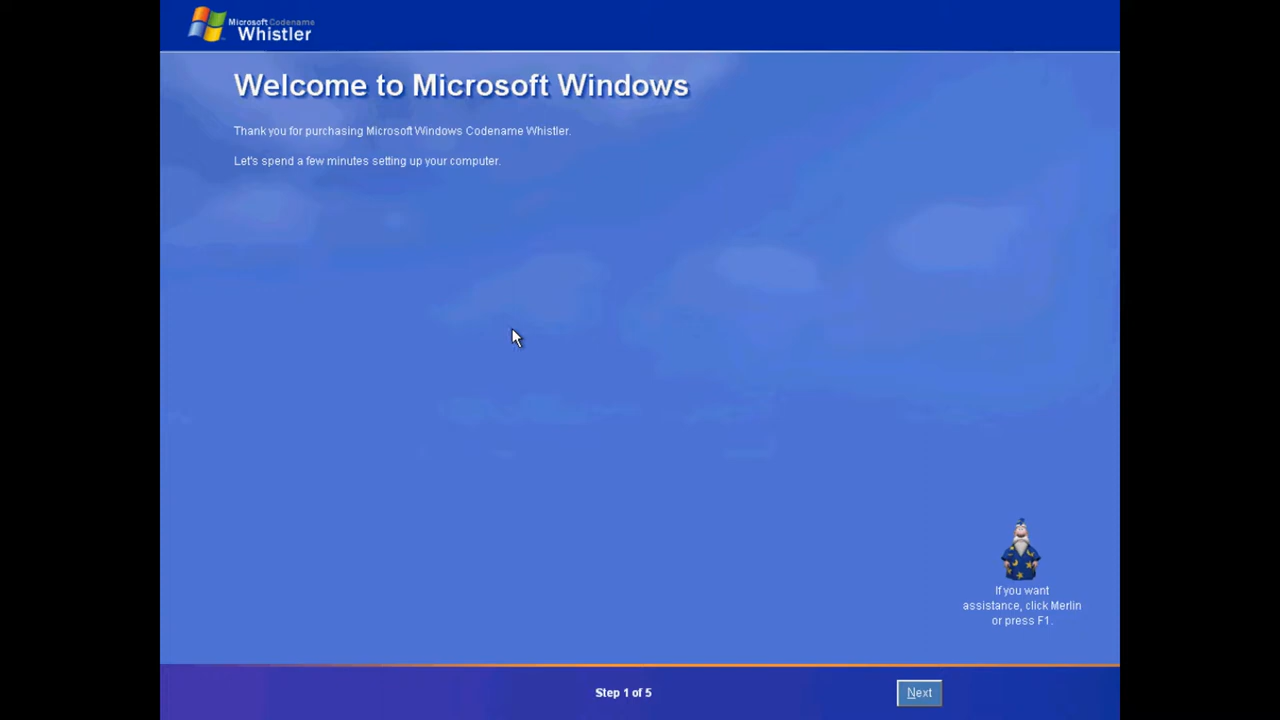 Microsoft Codename
Whistler
Welcome to Microsoft Windows
Thank you for purchasing Microsoft Windows Codename Whistler.
Let's spend a few minutes setting up your computer.
If you want
assistance, click Merlin
or press F1.
Step 1 of 5
Next